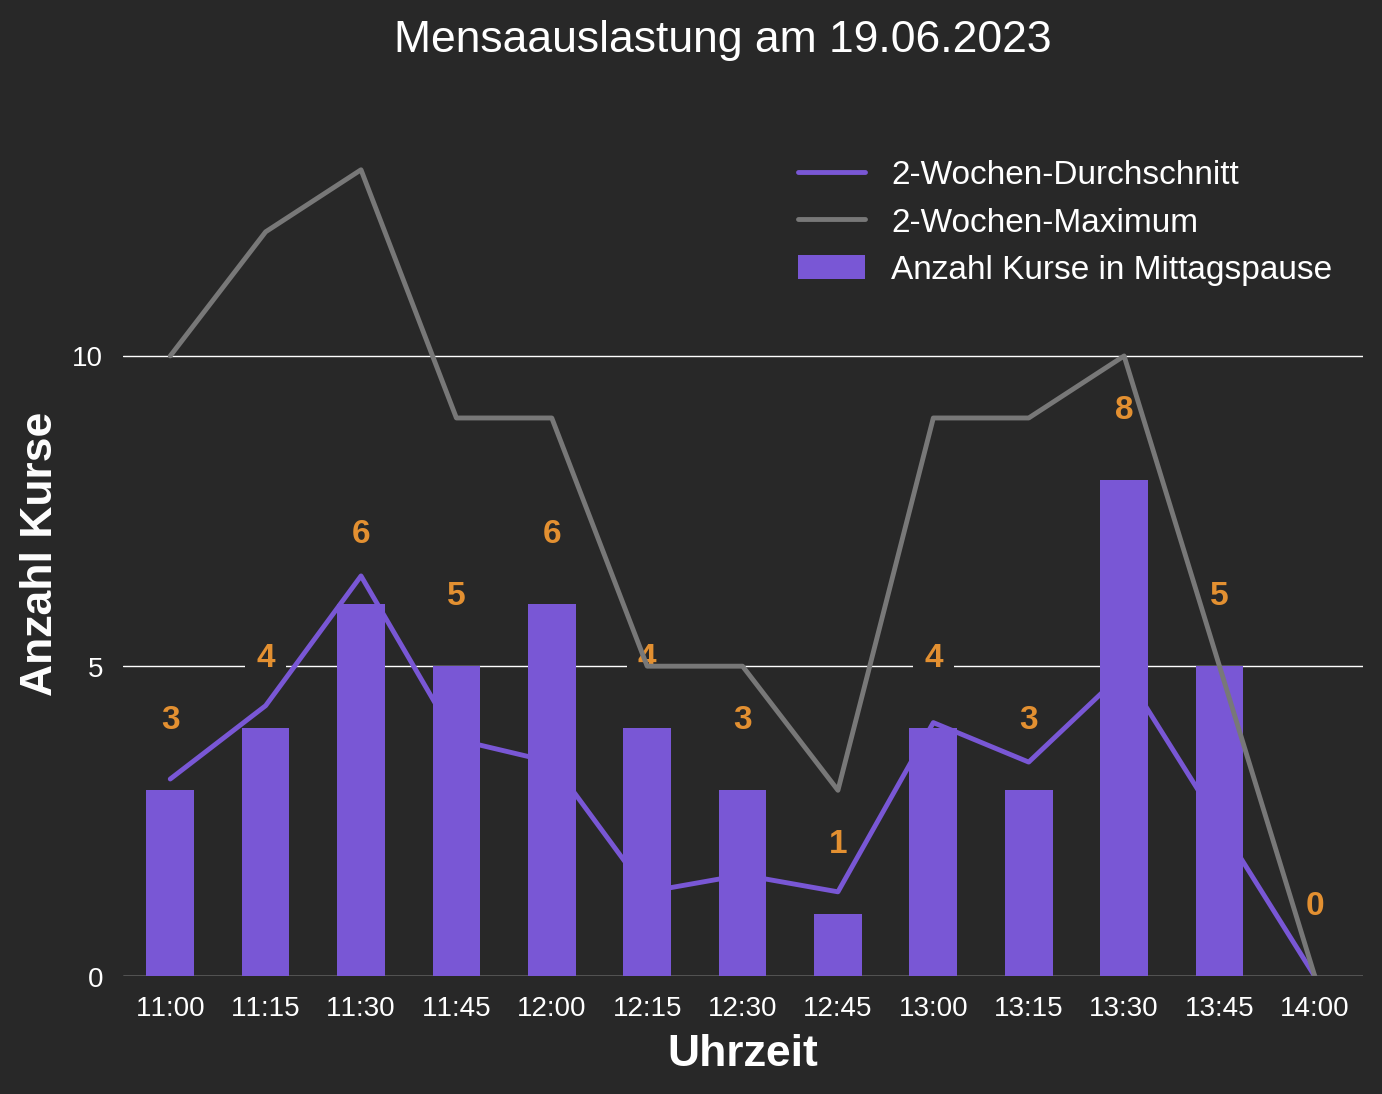 Mensaauslastung am 19.06.2023
2-Wochen-Durchschnitt
2-Wochen-Maximum
Anzahl Kurse in Mittagspause
Anzahl Kurse
10
5
0
3
4
6
5
6
4
3
1
4
3
8
5
0
11:00 11:15 11:30 11:45 12:00 12:15 12:30 12:45 13:00 13:15 13:30 13:45 14:00
Uhrzeit